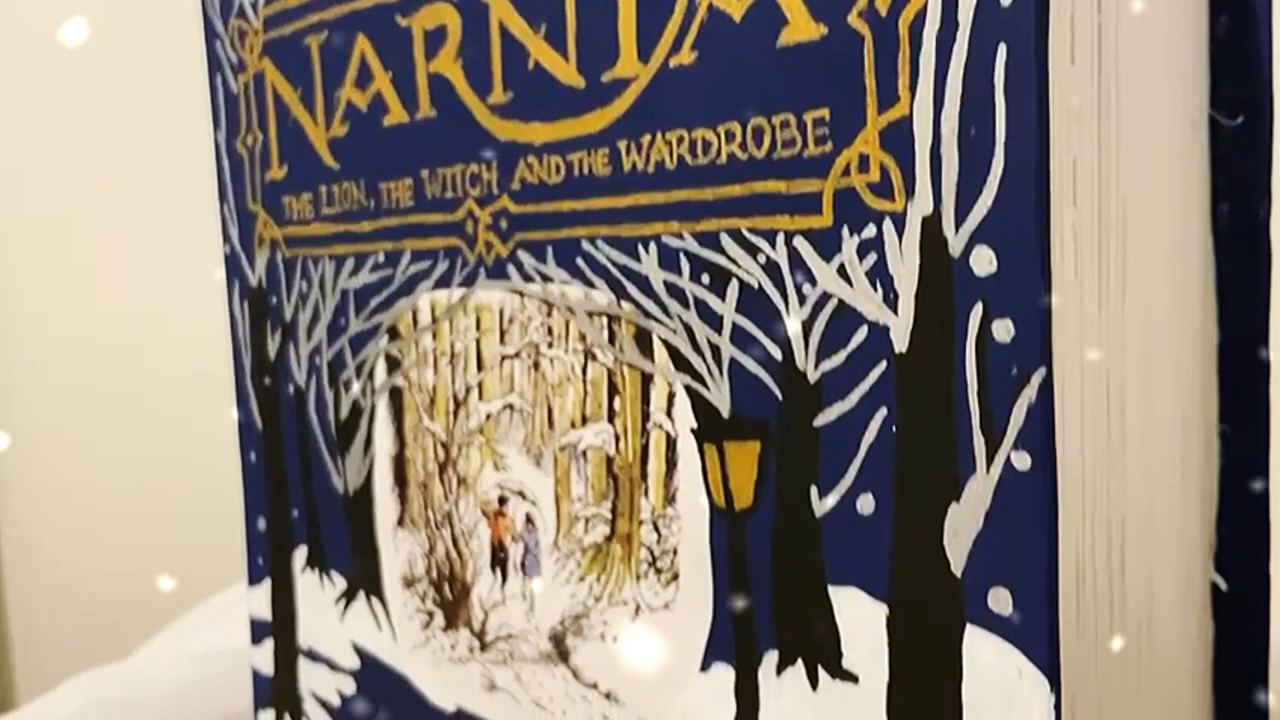 NARNIA
THE LION, THE WITCH AND THE WARDROBE